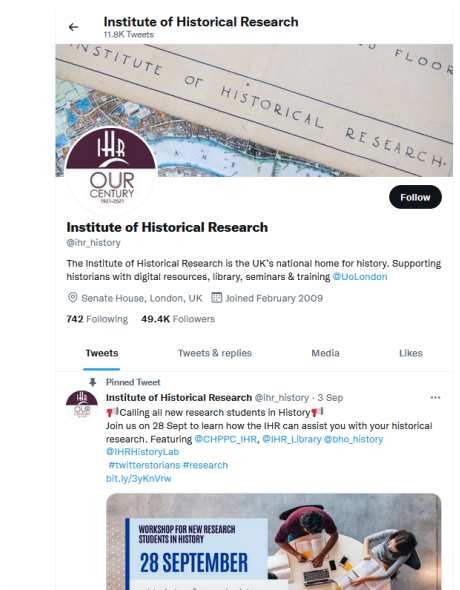 Institute of Historical Research
11.8K Tweets
INSTITUTE OF HISTORICAL RESEARCH.
FLOOR
IHR
OUR
CENTURY
1921-2021
Follow
Institute of Historical Research
@ihr_history
The Institute of Historical Research is the UK's national home for history. Supporting
historians with digital resources, library, seminars & training @UoLondon
Senate House, London, UK Joined February 2009
742 Following 49.4K Followers
Tweets Tweets & replies Media Likes
Pinned Tweet
Institute of Historical Research @ihr_history · 3 Sep
IHR
OUR
Calling all new research students in History
Join us on 28 Sept to learn how the IHR can assist you with your historical
research. Featuring @CHPPC_IHR, @IHR_Library @bho_history
@IHRHistoryLab
#twitterstorians #research
bit.ly/3yKnVrw
WORKSHOP FOR NEW RESEARCH
STUDENTS IN HISTORY
28 SEPTEMBER